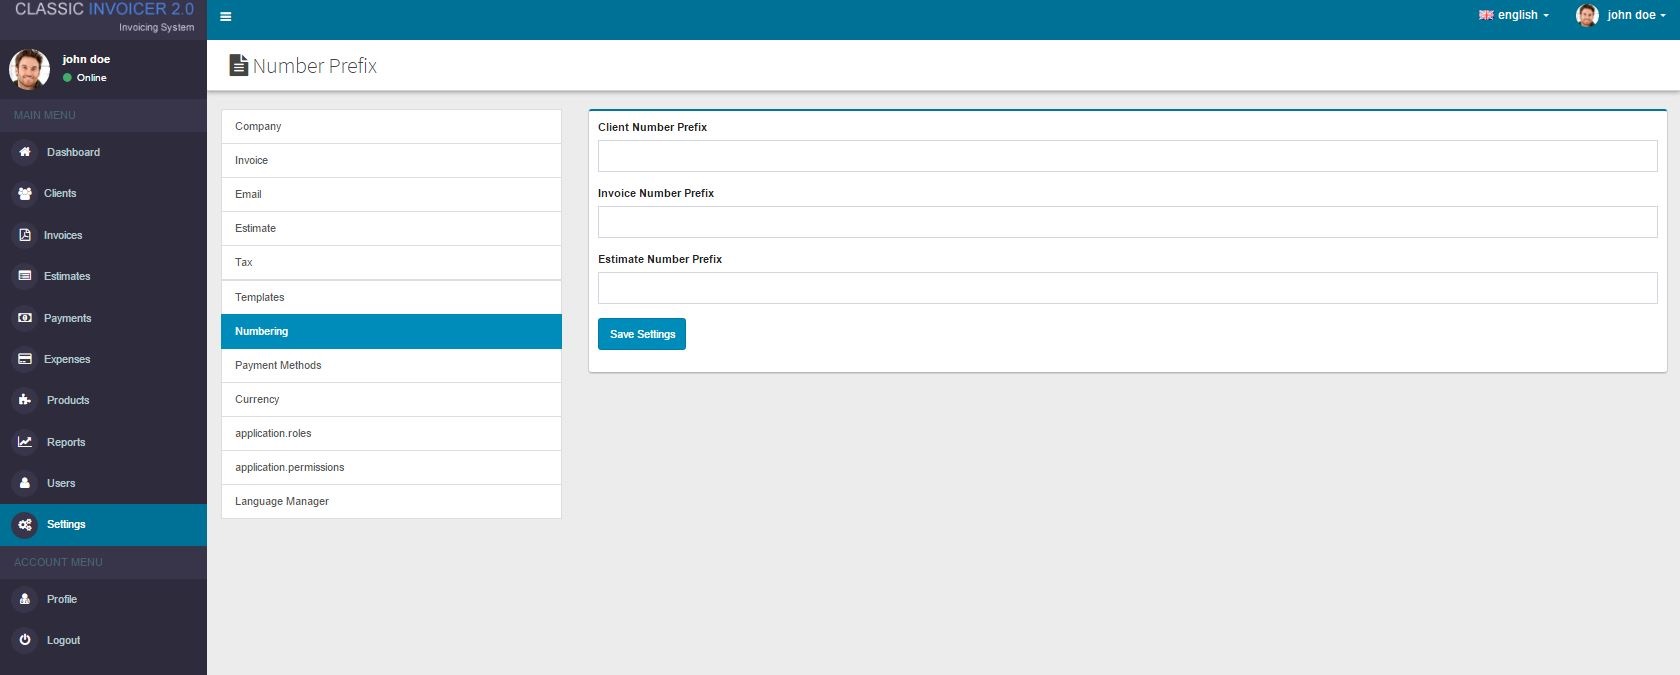 CLASSIC INVOICER 2.0
Invoicing System
english
john doe
john doe
Online
Number Prefix
MAIN MENU
Dashboard
Clients
Invoices
Estimates
Payments
Expenses
Products
Reports
Users
Settings
ACCOUNT MENU
Profile
Logout
Company
Invoice
Email
Estimate
Tax
Templates
Numbering
Payment Methods
Currency
application.roles
application.permissions
Language Manager
Client Number Prefix
Invoice Number Prefix
Estimate Number Prefix
Save Settings